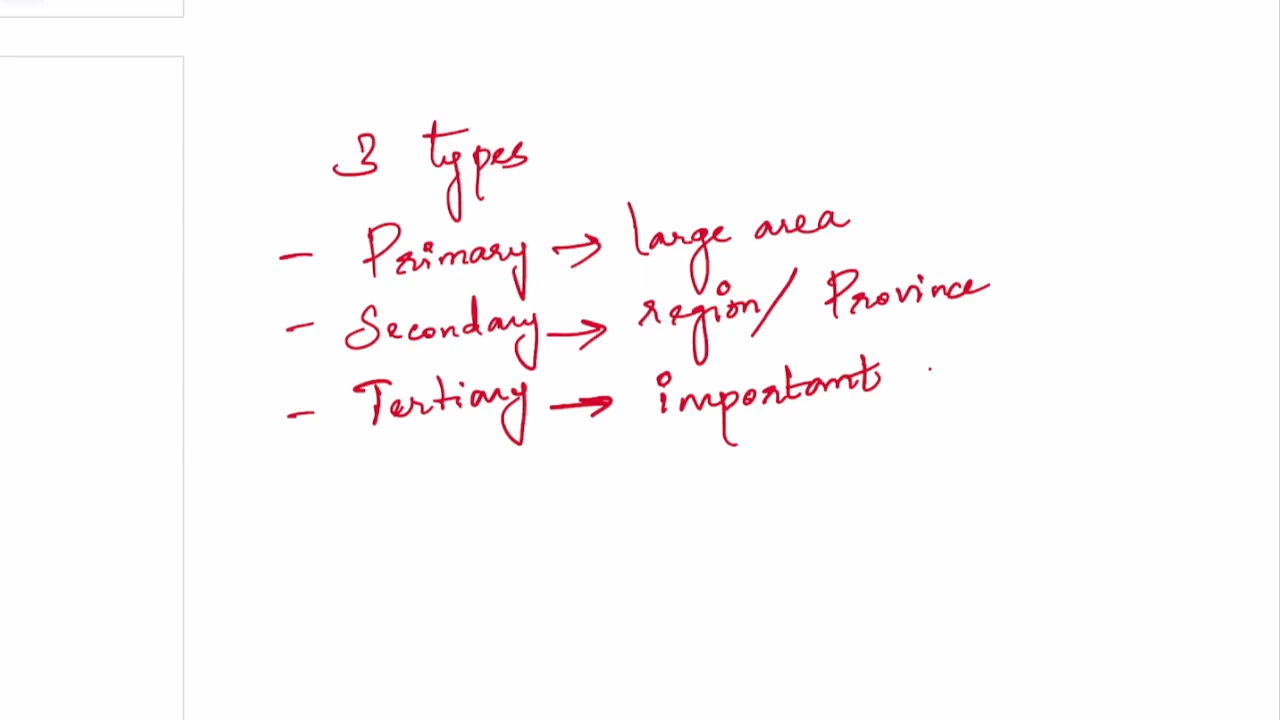 3 types
- Primary → large area
- Secondary → region / Province
- Tertiary → important